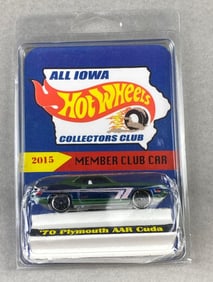 ALL IOWA
Hot Wheels
COLLECTORS CLUB
2015 MEMBER CLUB CAR
'70 Plymouth AAR Cuda